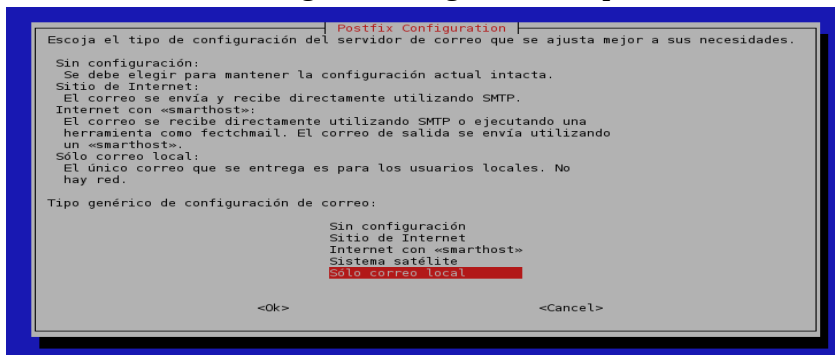 Postfix Configuration
Escoja el tipo de configuración del servidor de correo que se ajusta mejor a sus necesidades.
Sin configuración:
Se debe elegir para mantener la configuración actual intacta.
Sitio de Internet:
El correo se envía y recibe directamente utilizando SMTP.
Internet con «smarthost»:
El correo se recibe directamente utilizando SMTP o ejecutando una
herramienta como fectchmail. El correo de salida se envía utilizando
un «smarthost».
Sólo correo local:
El único correo que se entrega es para los usuarios locales. No
hay red.
Tipo genérico de configuración de correo:
Sin configuración
Sitio de Internet
Internet con «smarthost»
Sistema satélite
Sólo correo local
<Ok> <Cancel>